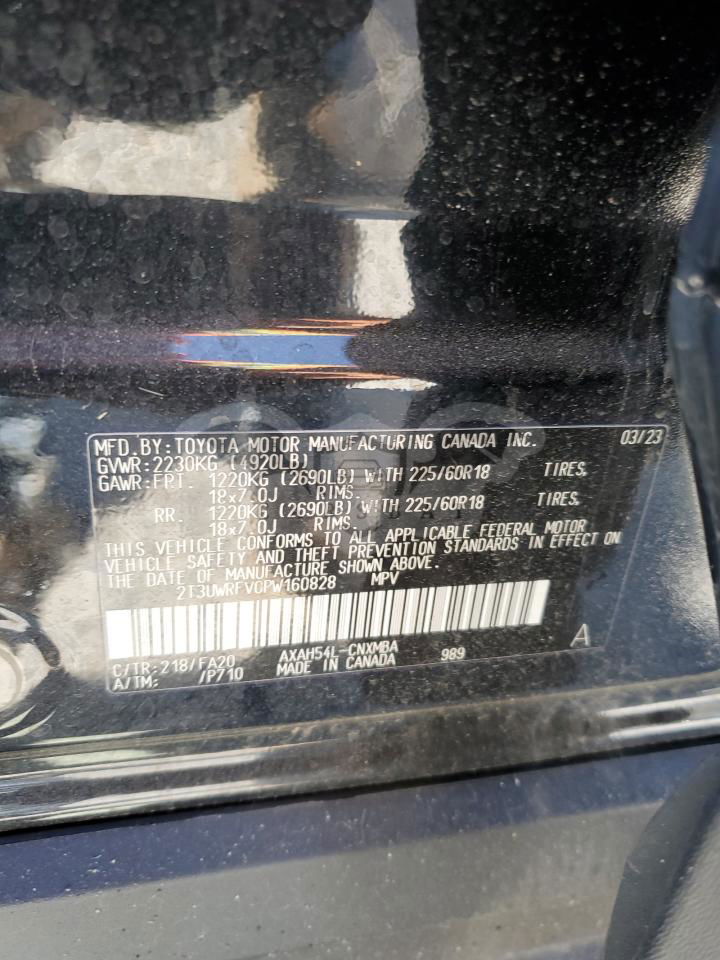 MFD.BY:TOYOTA MOTOR MANUFACTURING CANADA INC. 03/23
GVWR:2230KG (4920LB)
GAWR:FRT. 1220KG (2690LB) WITH 225/60R18 TIRES,
18x7.0J RIMS.
RR. 1220KG (2690LB) WITH 225/60R18 TIRES,
18x7.0J RIMS.
THIS VEHICLE CONFORMS TO ALL APPLICABLE FEDERAL MOTOR
VEHICLE SAFETY AND THEFT PREVENTION STANDARDS IN EFFECT ON
THE DATE OF MANUFACTURE SHOWN ABOVE.
2T3UWRFV0PW160828 MPV
C/TR:218/FA20 AXAH54L-CNXMBA 989 A
A/TM: /P710 MADE IN CANADA